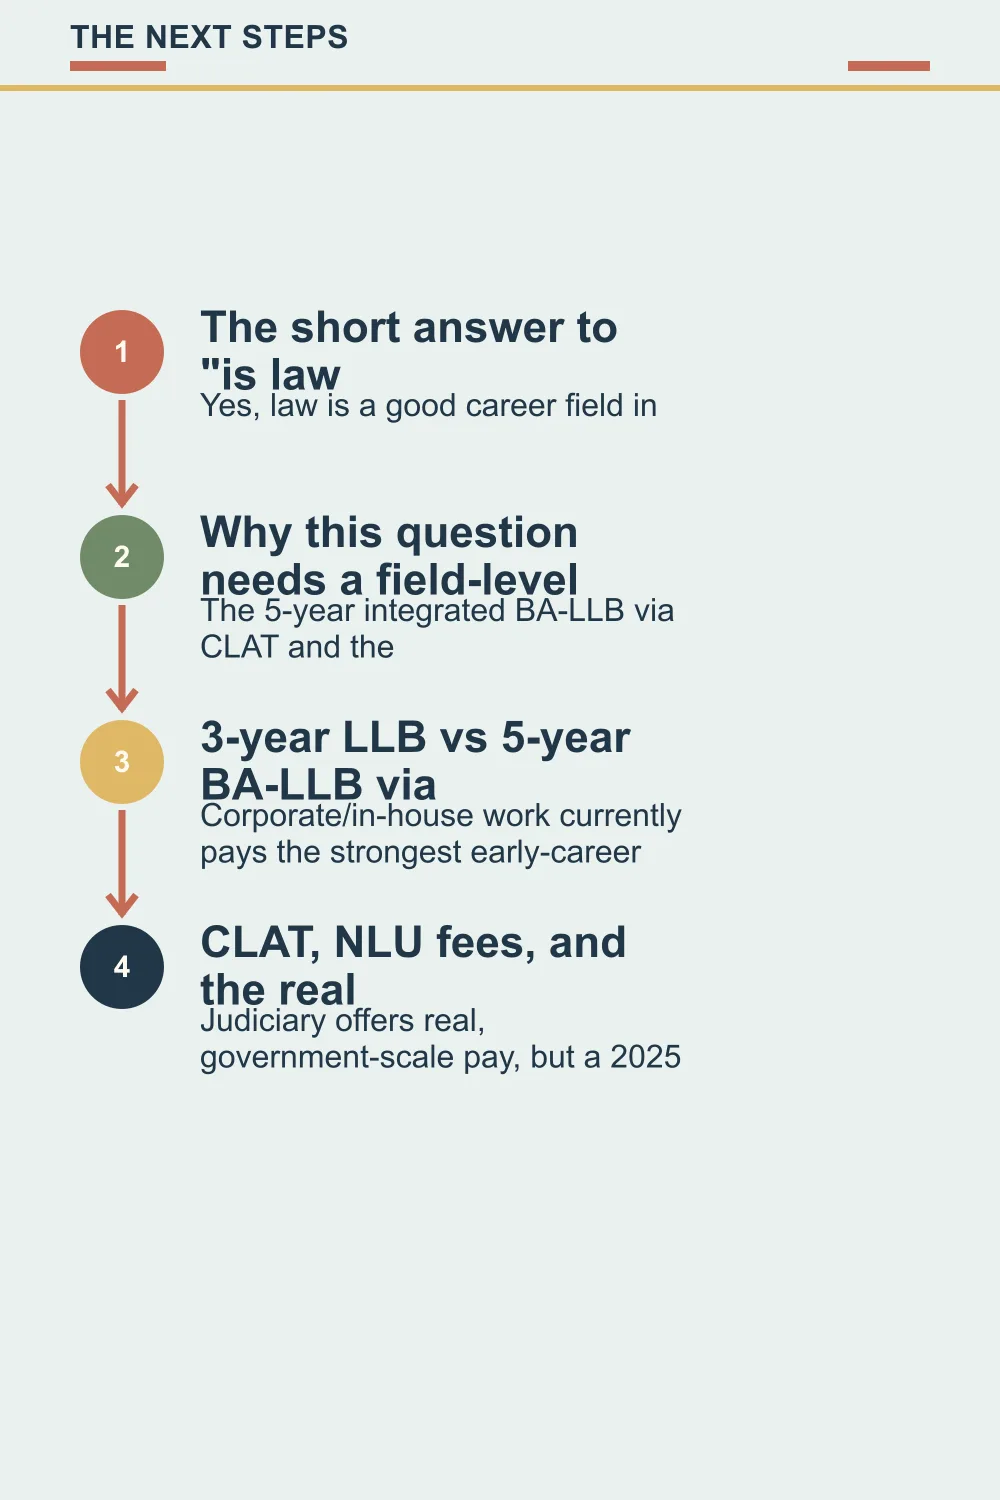 THE NEXT STEPS
1
The short answer to
"is law
Yes, law is a good career field in
2
Why this question
needs a field-level
The 5-year integrated BA-LLB via
CLAT and the
3
3-year LLB vs 5-year
BA-LLB via
Corporate/in-house work currently
pays the strongest early-career
4
CLAT, NLU fees, and
the real
Judiciary offers real,
government-scale pay, but a 2025